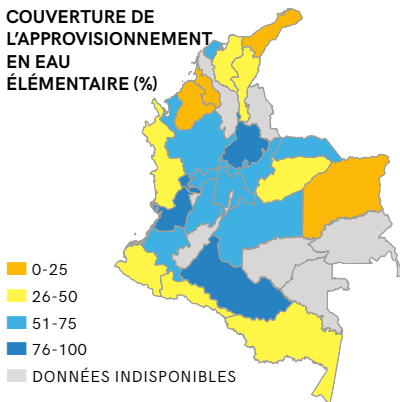 COUVERTURE DE
L'APPROVISIONNEMENT
EN EAU
ÉLÉMENTAIRE (%)
0-25
26-50
51-75
76-100
DONNÉES INDISPONIBLES